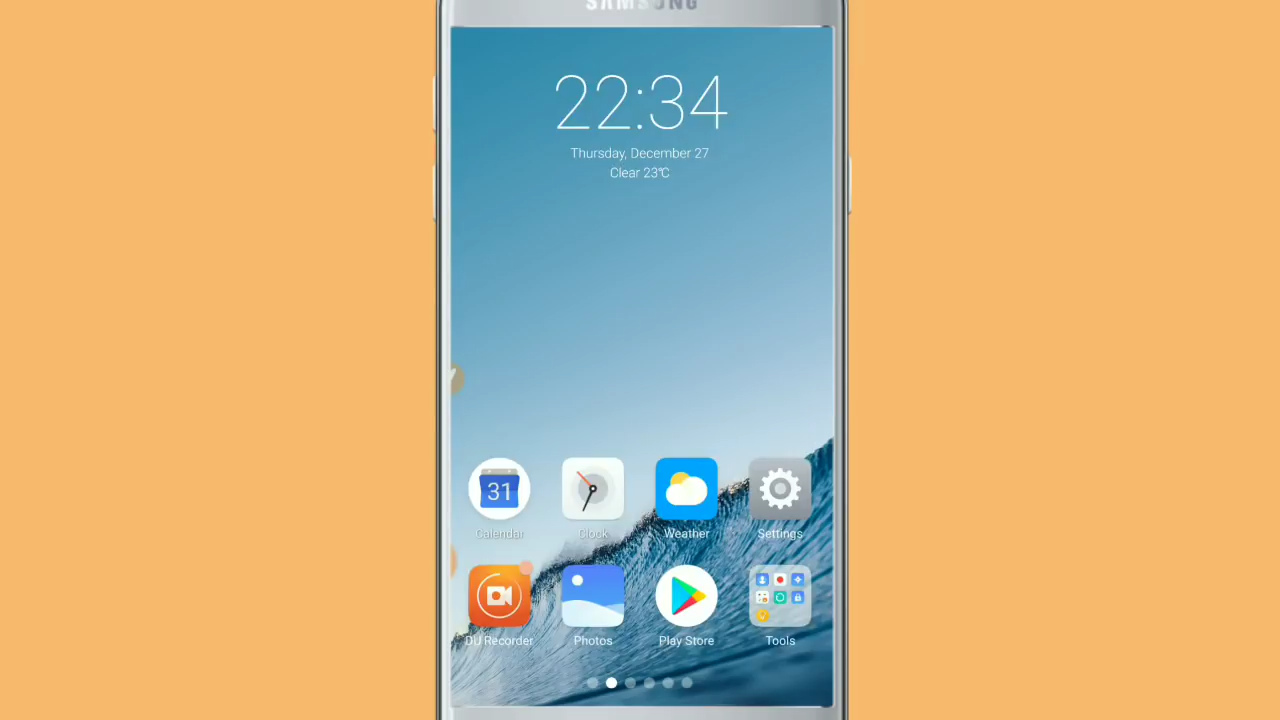 SAMSUNG
22:34
Thursday, December 27
Clear 23°C
31
Calendar
Clock
Weather
Settings
DU Recorder
Photos
Play Store
Tools